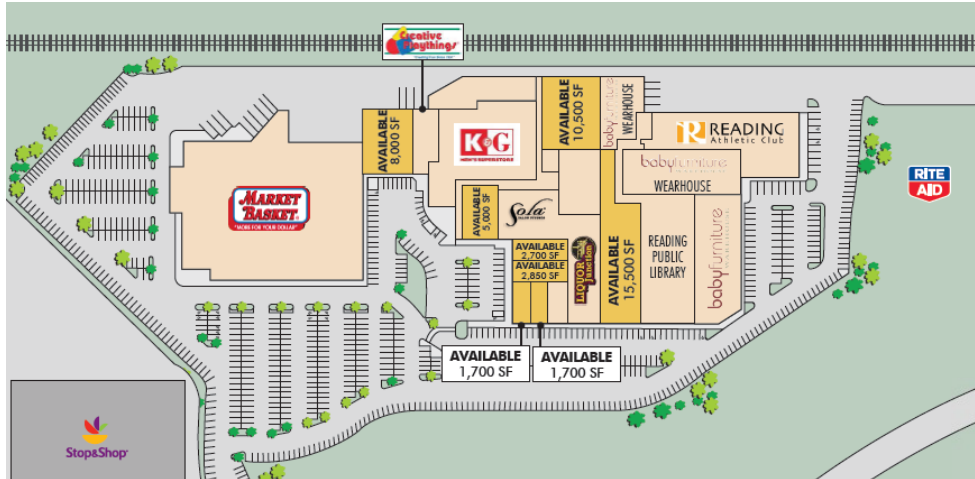 Creative
Playthings
AVAILABLE
8,000 SF
K&G
MEN'S SUPERSTORE
AVAILABLE
10,500 SF
babyfurniture
WEARHOUSE
R READING
Athletic Club
babyfurniture
WEARHOUSE
RITE
AID
MARKET
BASKET
"MORE FOR YOUR DOLLAR"
AVAILABLE
5,000 SF
Sola
SALON STUDIOS
AVAILABLE
2,700 SF
AVAILABLE
2,850 SF
LIQUOR
Junction
AVAILABLE
15,500 SF
READING
PUBLIC
LIBRARY
babyfurniture
AVAILABLE
1,700 SF
AVAILABLE
1,700 SF
Stop&Shop